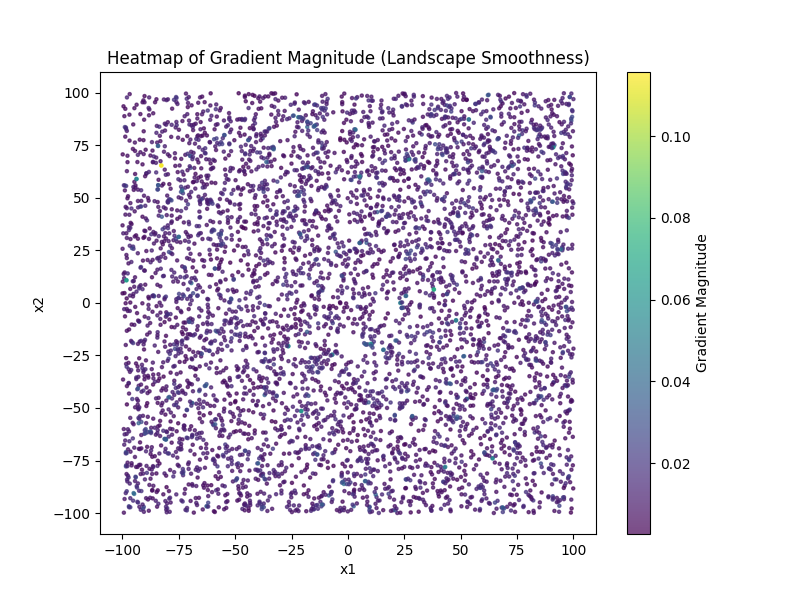 Heatmap of Gradient Magnitude (Landscape Smoothness)
100
75
50
25
0
−25
−50
−75
−100
x2
−100 −75 −50 −25 0 25 50 75 100
x1
0.10
0.08
0.06
0.04
0.02
Gradient Magnitude